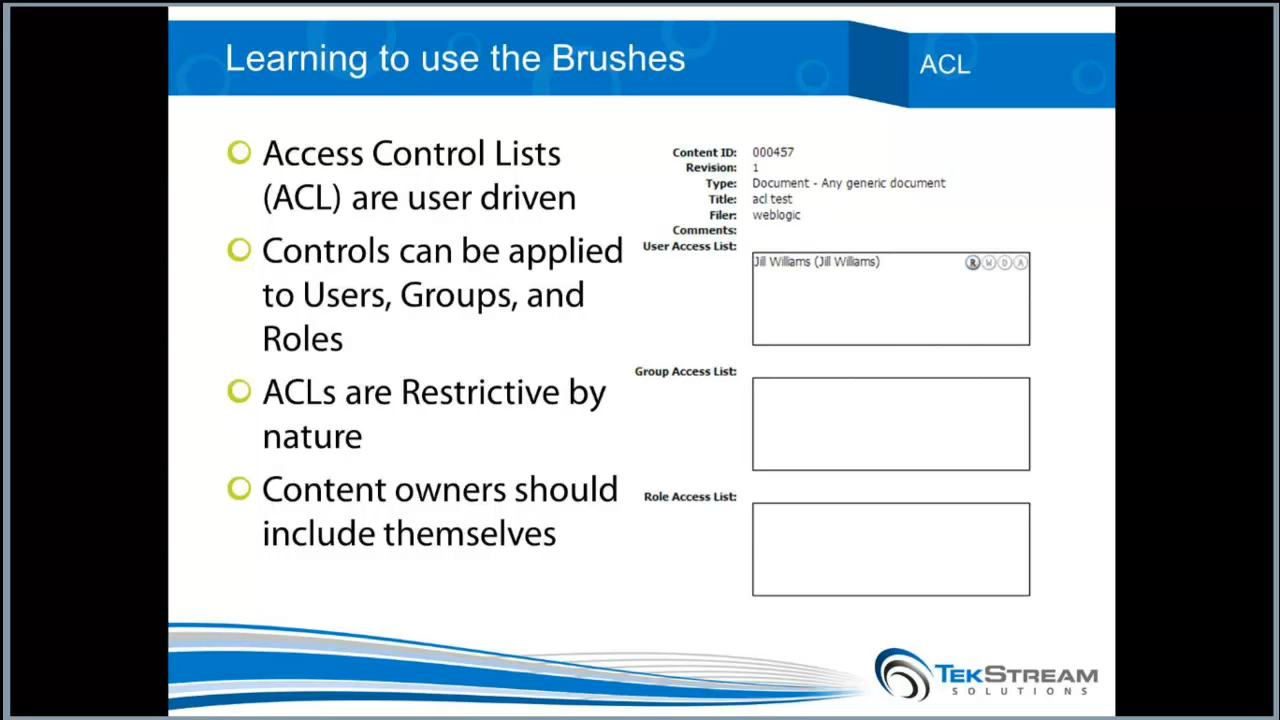 Learning to use the Brushes
ACL
Access Control Lists
(ACL) are user driven
Controls can be applied
to Users, Groups, and
Roles
ACLs are Restrictive by
nature
Content owners should
include themselves
Content ID: 000457
Revision: 1
Type: Document - Any generic document
Title: acl test
Filer: weblogic
Comments:
User Access List:
Jill Williams (Jill Williams) R W D A
Group Access List:
Role Access List:
TEKSTREAM
SOLUTIONS